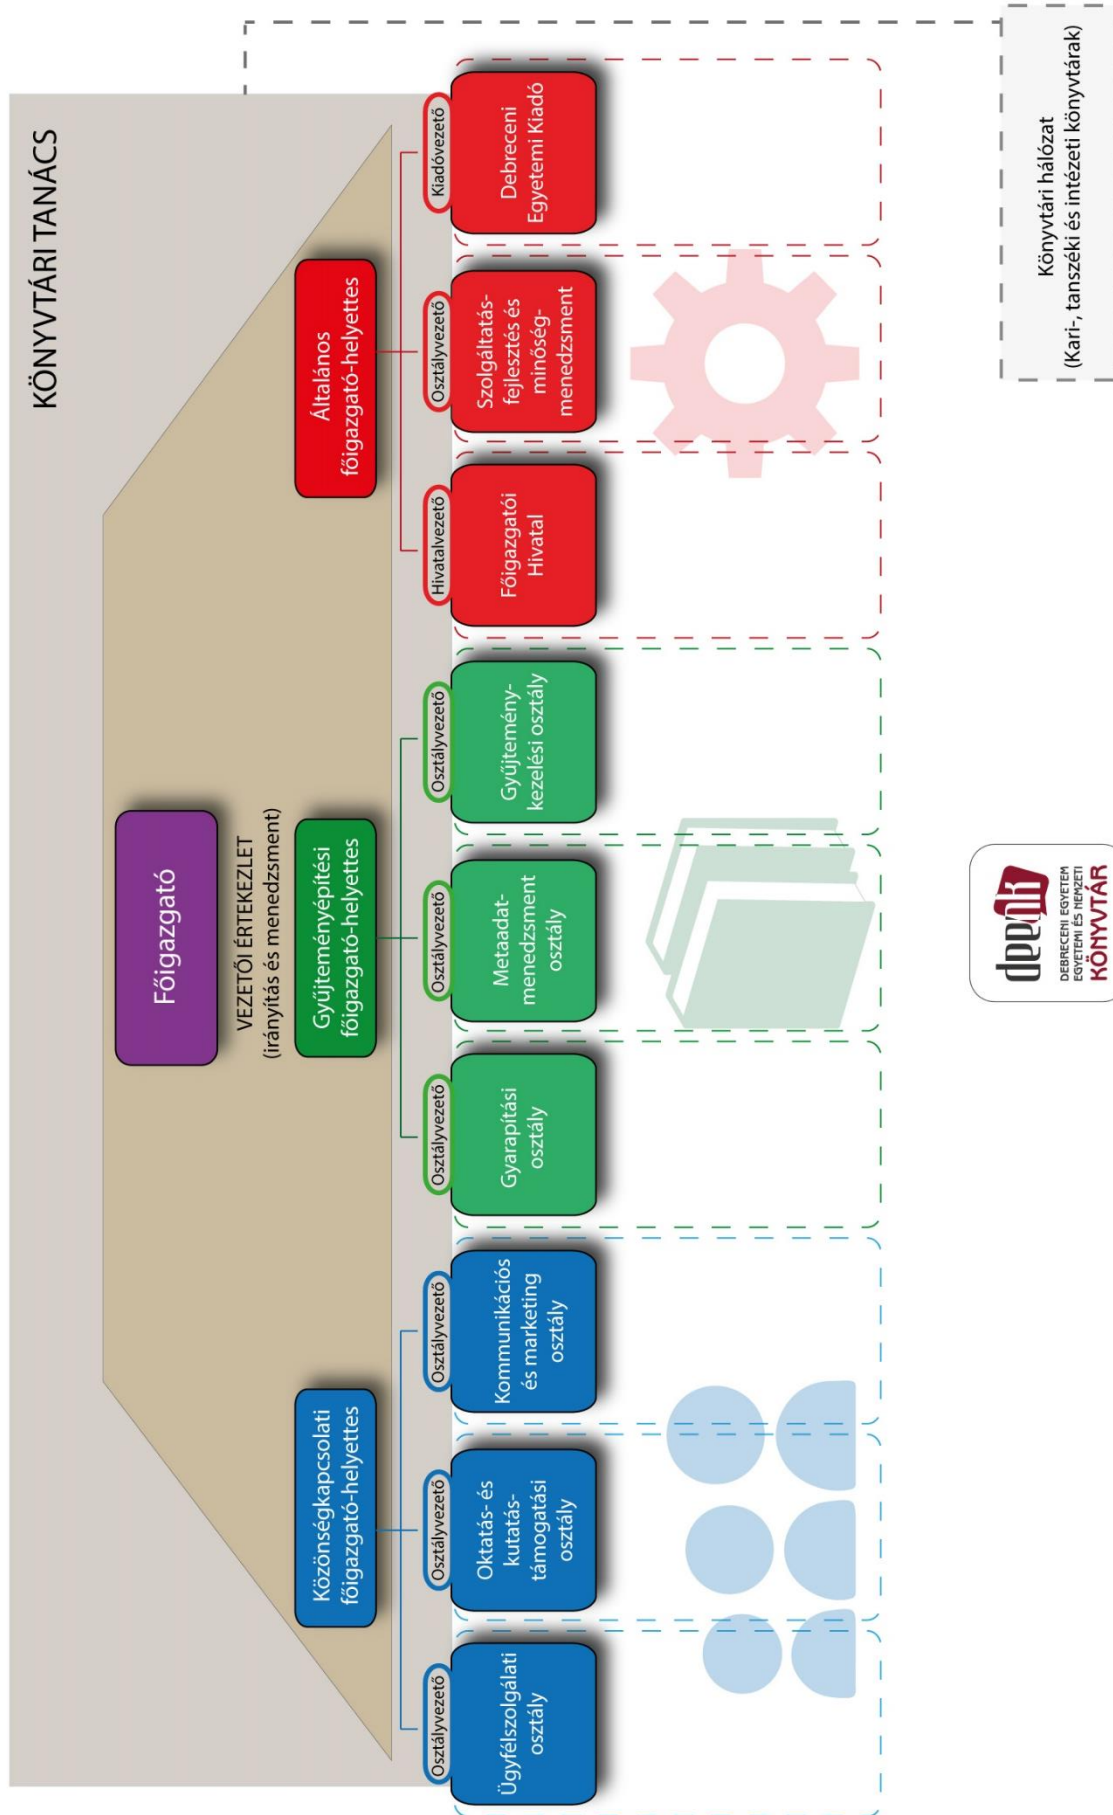 KÖNYVTÁRI TANÁCS
Főigazgató
VEZETŐI ÉRTEKEZLET
(irányítás és menedzsment)
Közönségkapcsolati
főigazgató-helyettes
Gyűjteményépítési
főigazgató-helyettes
Általános
főigazgató-helyettes
Osztályvezető
Osztályvezető
Osztályvezető
Osztályvezető
Osztályvezető
Osztályvezető
Hivatalvezető
Osztályvezető
Kiadóvezető
Ügyfélszolgálati
osztály
Oktatás- és
kutatás-
támogatási
osztály
Kommunikációs
és marketing
osztály
Gyarapítási
osztály
Metaadat-
menedzsment
osztály
Gyűjtemény-
kezelési osztály
Főigazgatói
Hivatal
Szolgáltatás-
fejlesztés és
minőség-
menedzsment
Debreceni
Egyetemi Kiadó
deenk
DEBRECENI EGYETEM
EGYETEMI ÉS NEMZETI
KÖNYVTÁR
Könyvtári hálózat
(Kari-, tanszéki és intézeti könyvtárak)